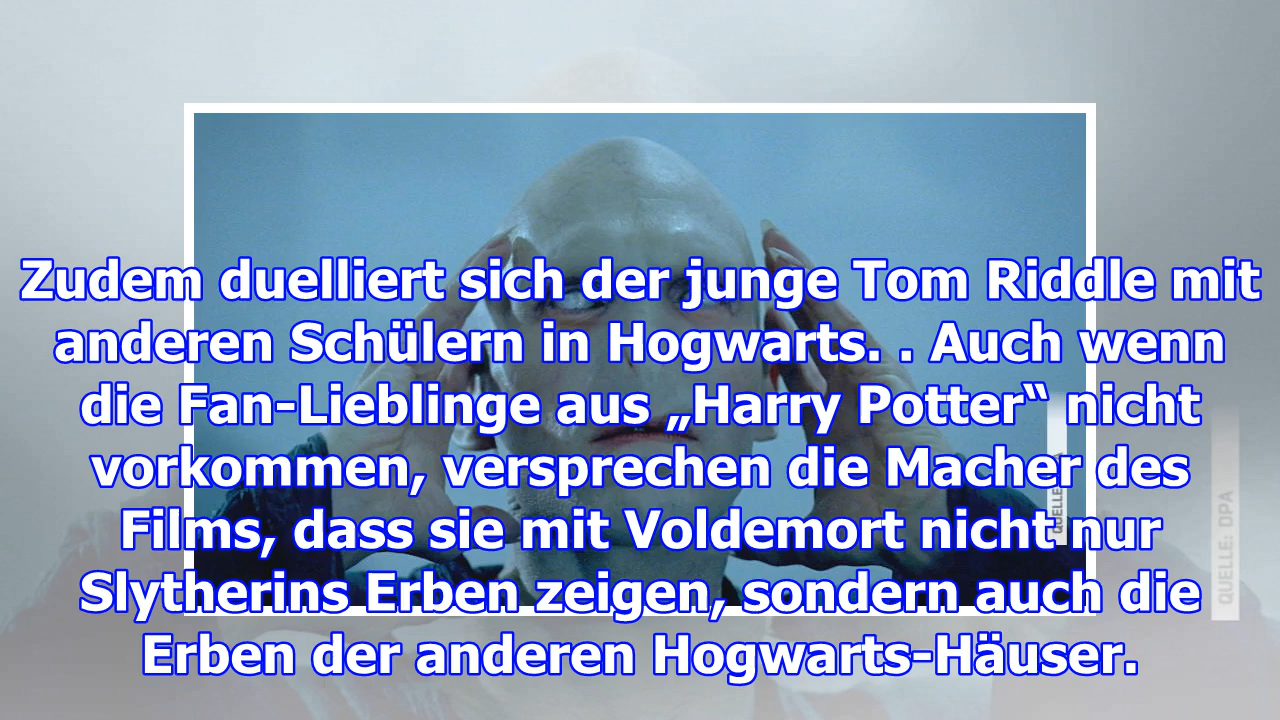 Zudem duelliert sich der junge Tom Riddle mit
anderen Schülern in Hogwarts. . Auch wenn
die Fan-Lieblinge aus „Harry Potter“ nicht
vorkommen, versprechen die Macher des
Films, dass sie mit Voldemort nicht nur
Slytherins Erben zeigen, sondern auch die
Erben der anderen Hogwarts-Häuser.
QUELLE
QUELLE: DPA